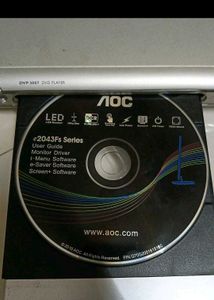 DVP 3007 DVD PLAYER
AOC
LED
e2043Fs Series
User Guide
Monitor Driver
i-Menu Software
e-Saver Software
Screen+ Software
www.aoc.com